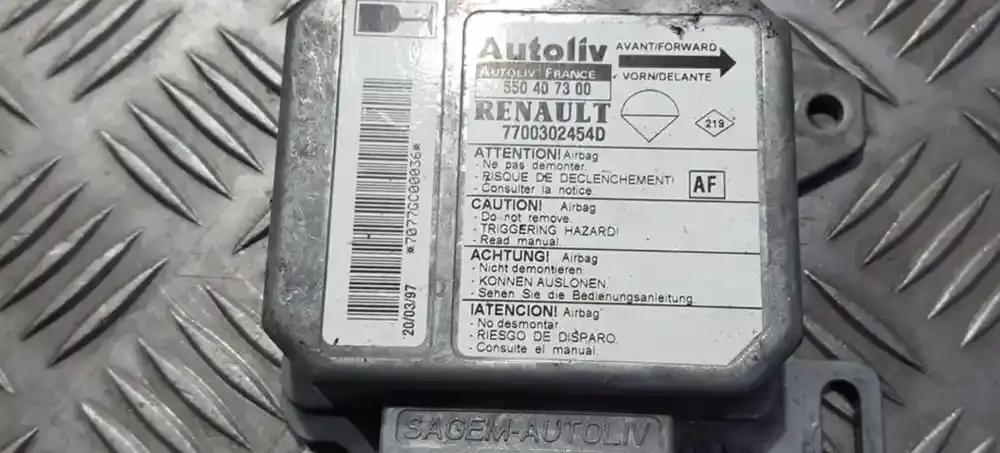 Autoliv
AUTOLIV FRANCE
550 40 73 00
RENAULT
7700302454D
AVANT/FORWARD
VORN/DELANTE
219
ATTENTION! Airbag
- Ne pas demonter.
- RISQUE DE DECLENCHEMENT!
- Consulter la notice.
AF
CAUTION! Airbag
- Do not remove.
- TRIGGERING HAZARD!
- Read manual.
ACHTUNG! Airbag
- Nicht demontieren
- KONNEN AUSLONEN.
- Sehen Sie die Bedienungsanleitung
!ATENCION! Airbag
- No desmontar.
- RIESGO DE DISPARO.
- Consulte el manual.
*7077GC00036*
20/03/97
SAGEM-AUTOLIV